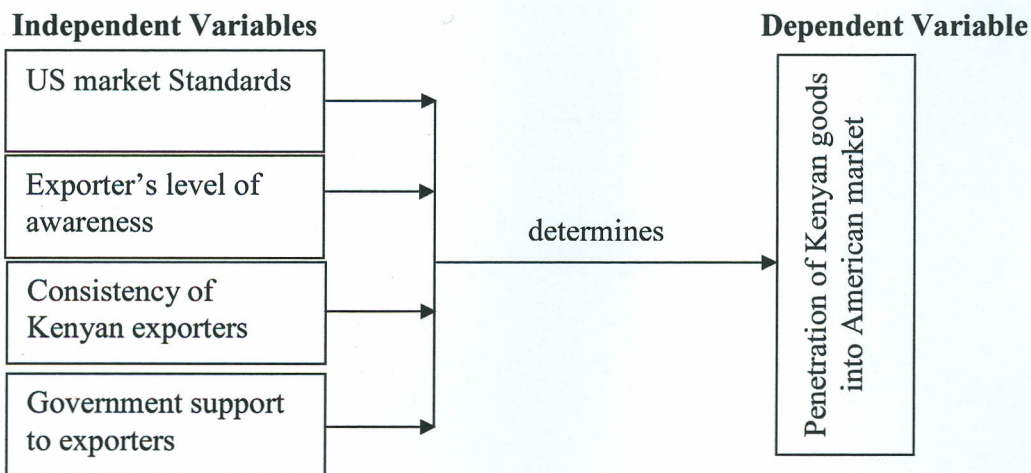 Independent Variables
Dependent Variable
US market Standards
Exporter's level of
awareness
Consistency of
Kenyan exporters
Government support
to exporters
determines
Penetration of Kenyan goods
into American market